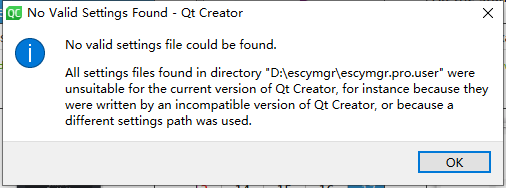 QC No Valid Settings Found - Qt Creator
No valid settings file could be found.
All settings files found in directory "D:\escymgr\escymgr.pro.user" were
unsuitable for the current version of Qt Creator, for instance because they
were written by an incompatible version of Qt Creator, or because a
different settings path was used.
OK